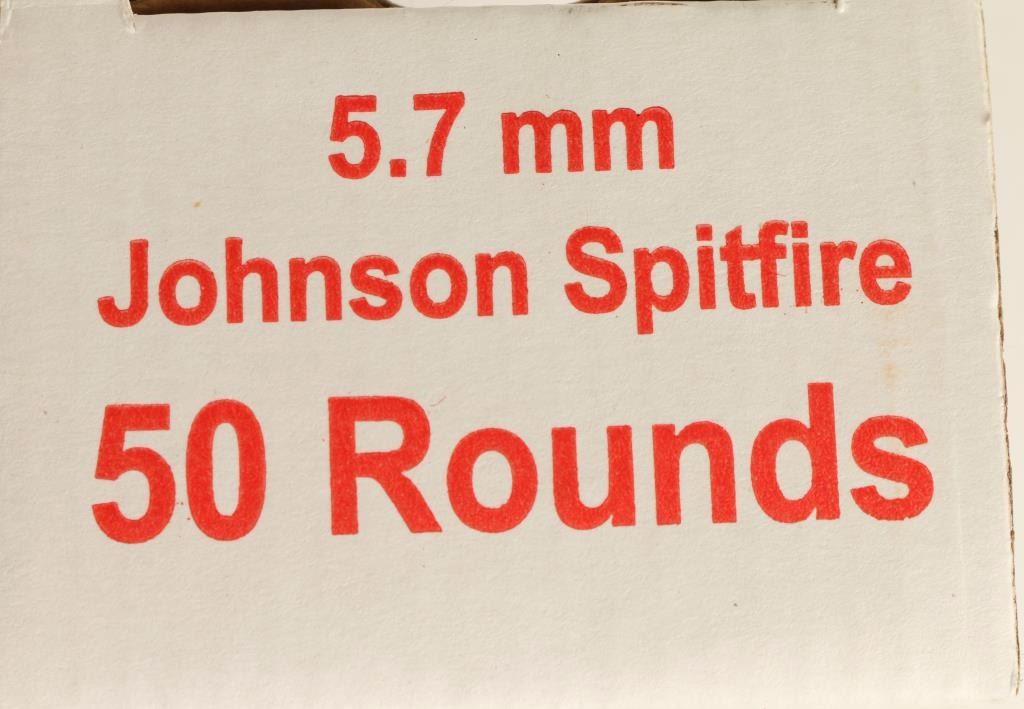 5.7 mm
Johnson Spitfire
50 Rounds